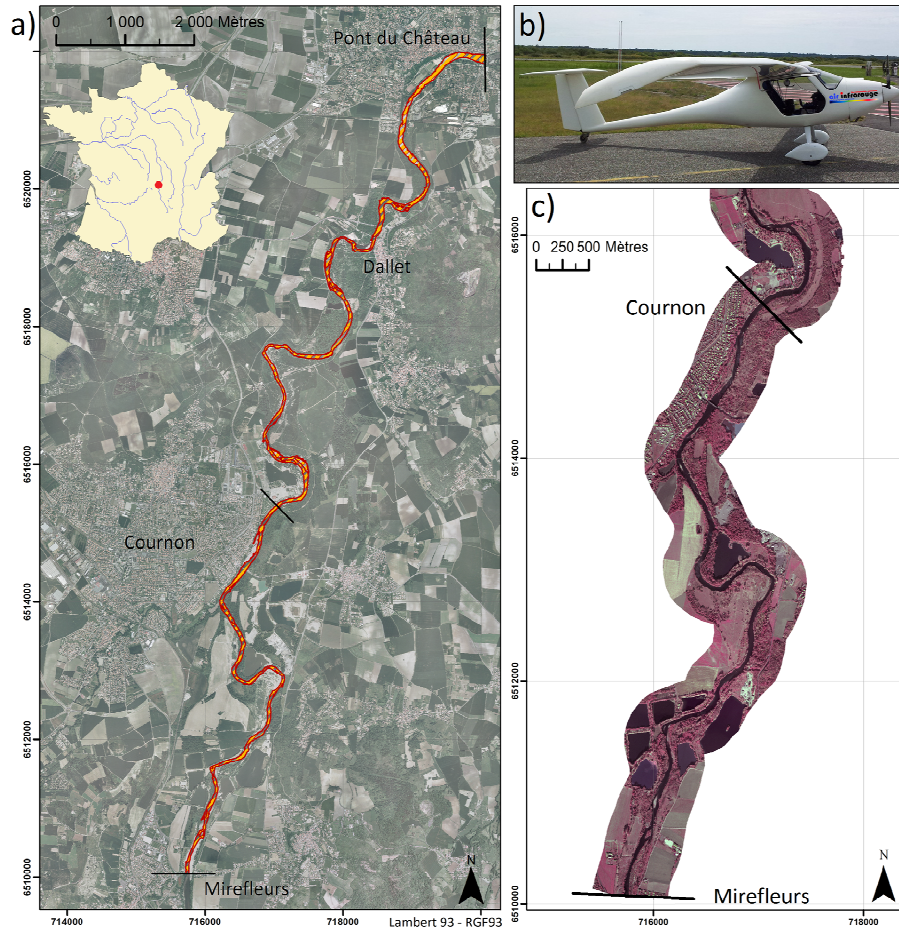 a)
0 1 000 2 000 Mètres
Pont du Château
Dallet
Cournon
Mirefleurs
N
Lambert 93 - RGF93
6520000
6518000
6516000
6514000
6512000
6510000
714000 716000 718000
b)
air infrarouge
c)
0 250 500 Mètres
Cournon
Mirefleurs
N
6516000
6514000
6512000
6510000
716000 718000